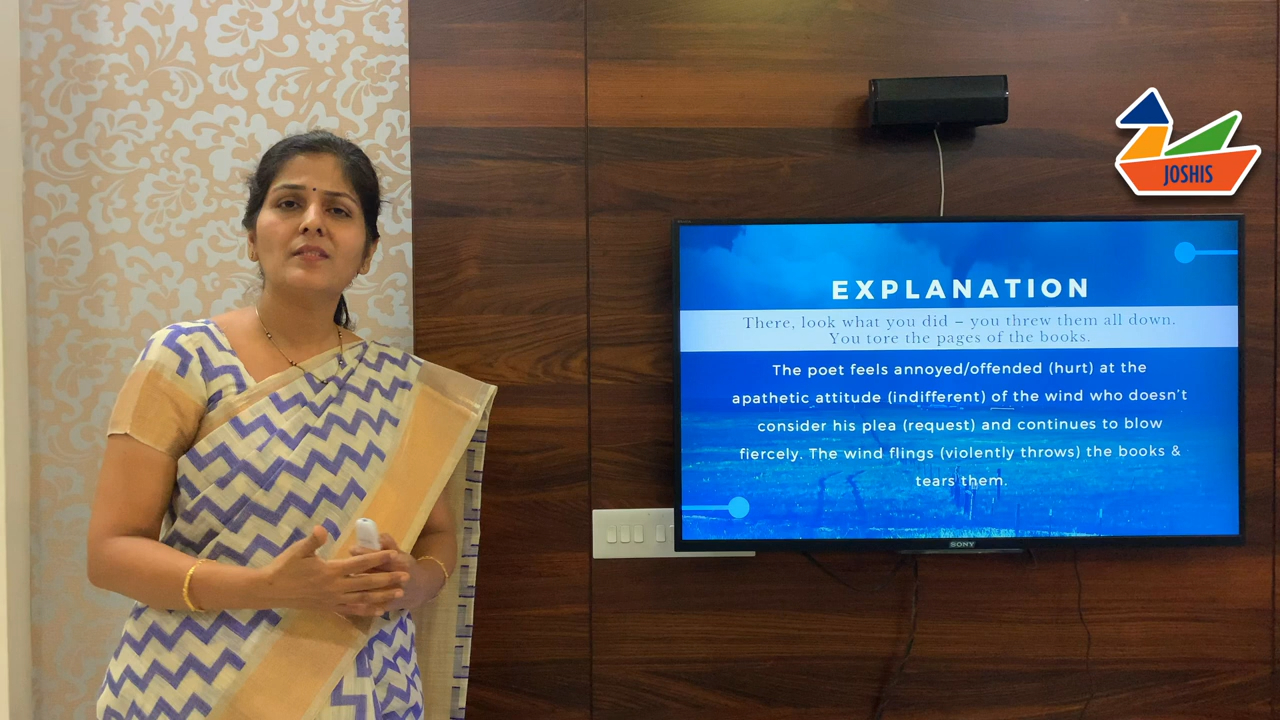 JOSHIS
EXPLANATION
There, look what you did – you threw them all down.
You tore the pages of the books.
The poet feels annoyed/offended (hurt) at the
apathetic attitude (indifferent) of the wind who doesn't
consider his plea (request) and continues to blow
fiercely. The wind flings (violently throws) the books &
tears them.
SONY